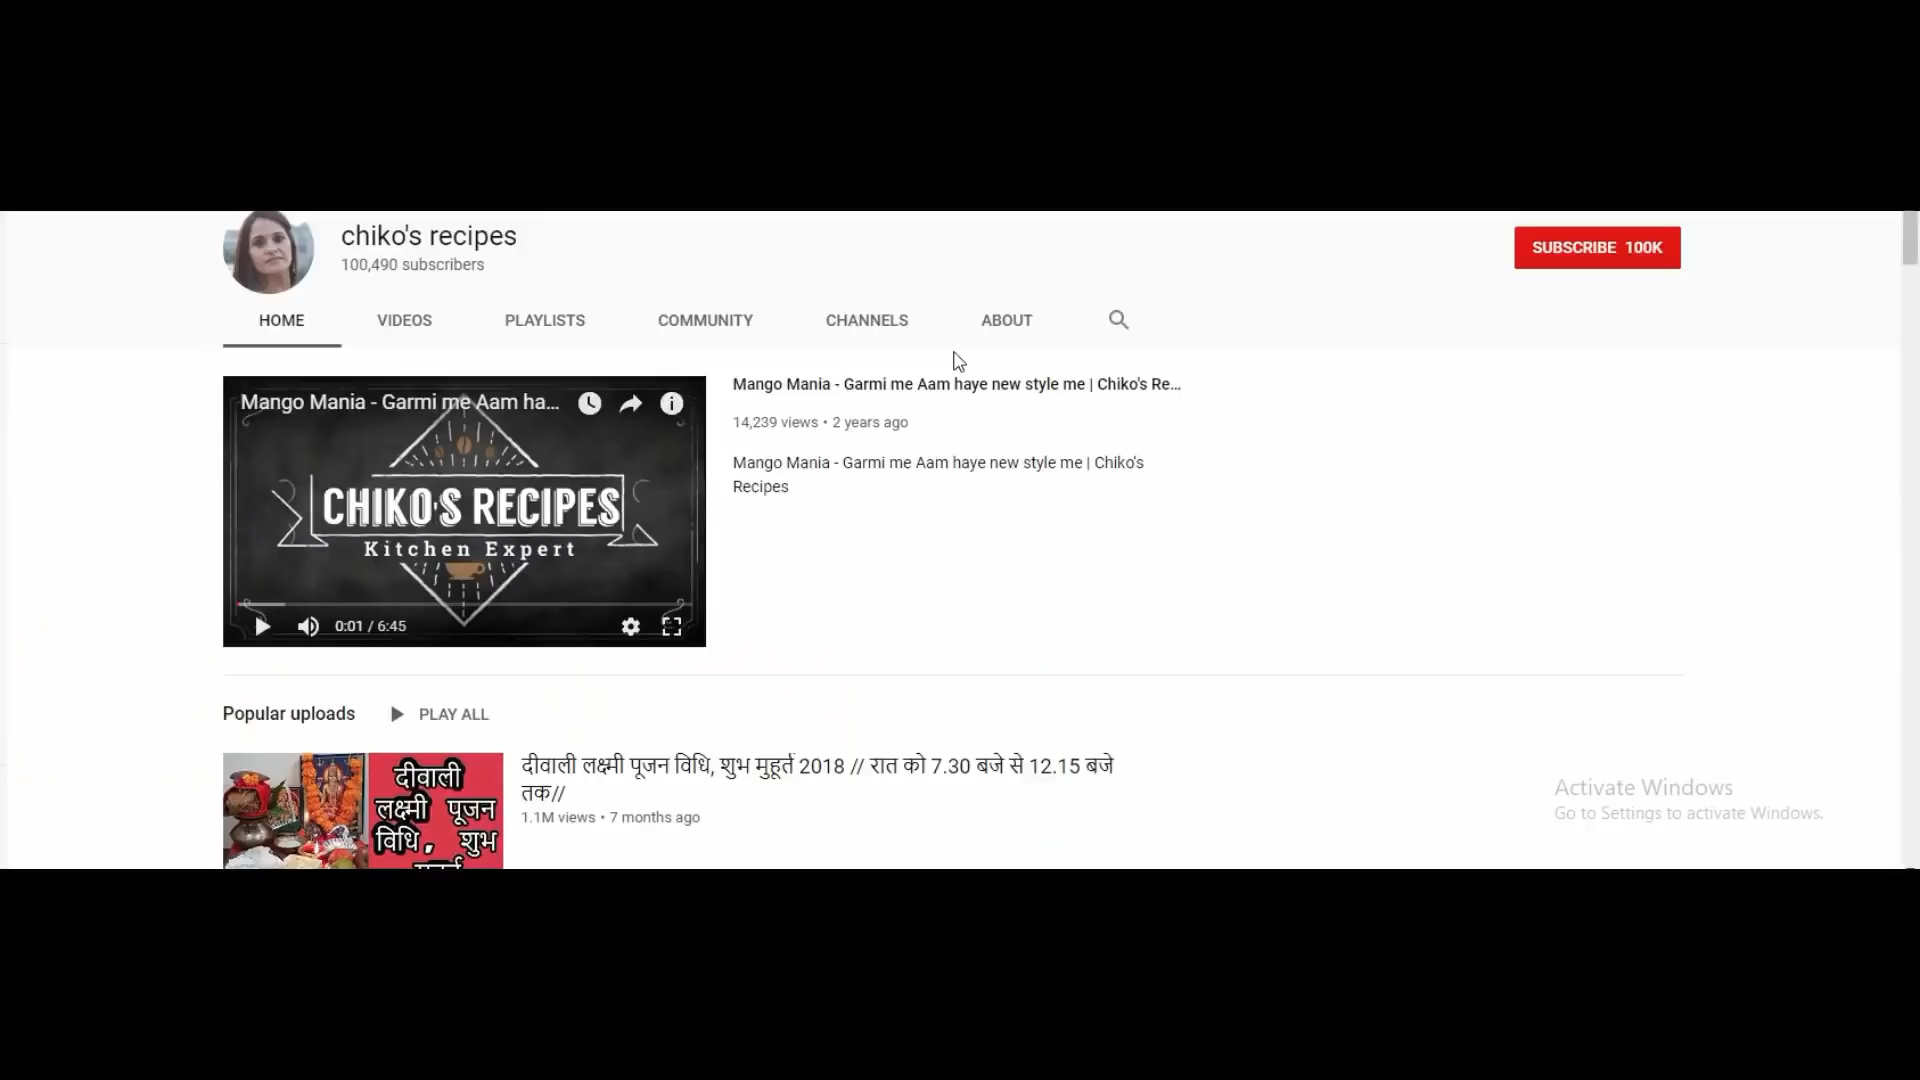 chiko's recipes
100,490 subscribers
SUBSCRIBE 100K
HOME VIDEOS PLAYLISTS COMMUNITY CHANNELS ABOUT
Mango Mania - Garmi me Aam ha...
CHIKO'S RECIPES
Kitchen Expert
0:01 / 6:45
Mango Mania - Garmi me Aam haye new style me | Chiko's Re...
14,239 views • 2 years ago
Mango Mania - Garmi me Aam haye new style me | Chiko's
Recipes
Popular uploads PLAY ALL
दीवाली
लक्ष्मी पूजन
विधि, शुभ
दीवाली लक्ष्मी पूजन विधि, शुभ मुहूर्त 2018 // रात को 7.30 बजे से 12.15 बजे
तक//
1.1M views • 7 months ago
Activate Windows
Go to Settings to activate Windows.